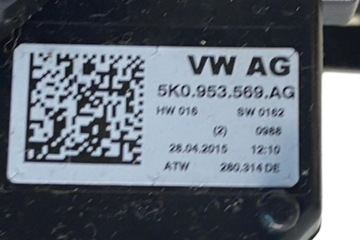 VW AG
5K0.953.569.AG
HW 016 SW 0162
(2) 0988
28.04.2015 12:10
ATW 280.314 DE